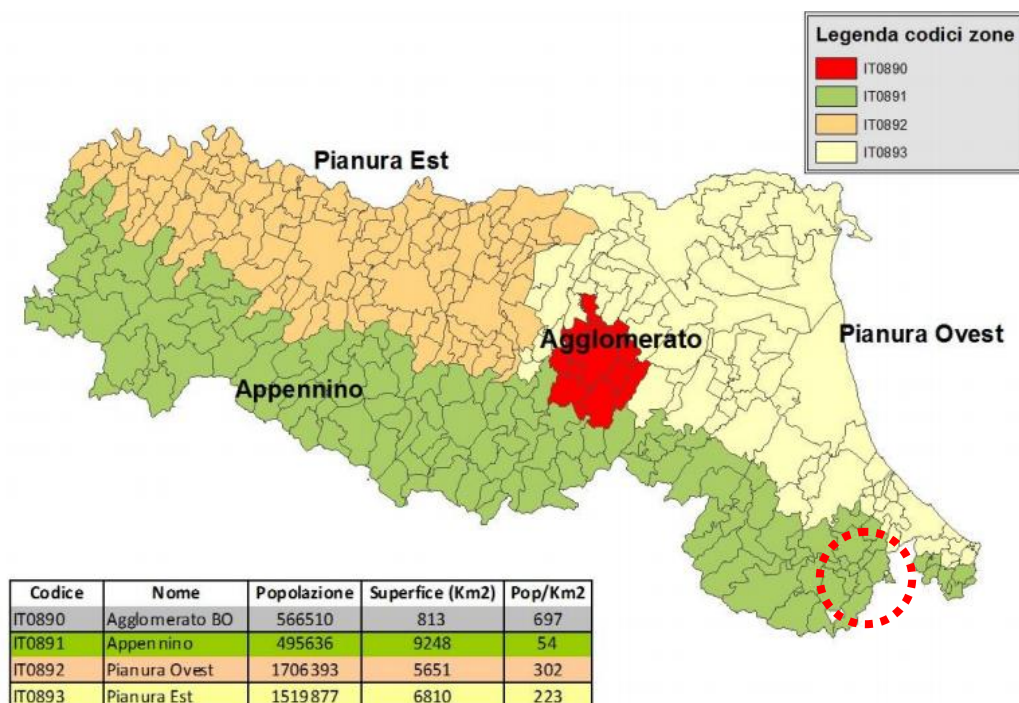 Legenda codici zone
IT0890
IT0891
IT0892
IT0893
Pianura Est
Agglomerato
Pianura Ovest
Appennino
Codice Nome Popolazione Superfice (Km2) Pop/Km2
IT0890 Agglomerato BO 566510 813 697
IT0891 Appennino 495636 9248 54
IT0892 Pianura Ovest 1706393 5651 302
IT0893 Pianura Est 1519877 6810 223